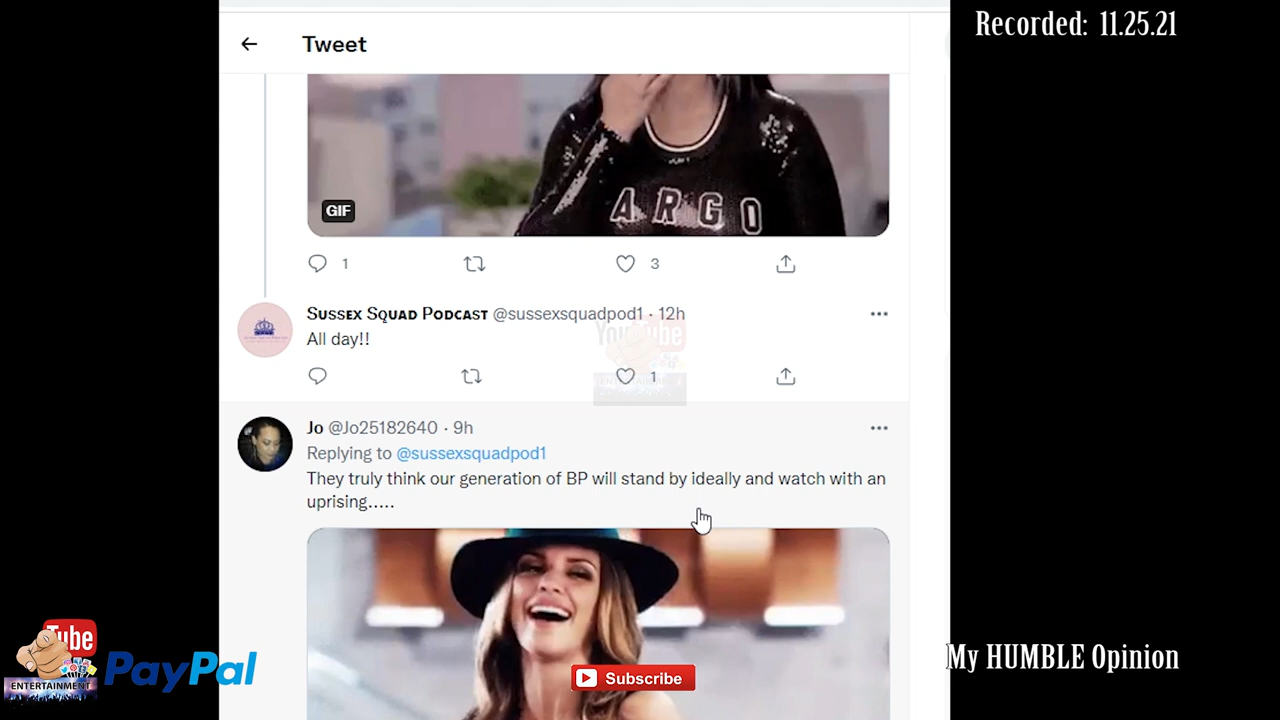 Recorded: 11.25.21
Tweet
ARGO
GIF
1
3
Sussex Squad Podcast @sussexsquadpod1 · 12h
All day!!
YouTube
1
Jo @Jo25182640 · 9h
Replying to @sussexsquadpod1
They truly think our generation of BP will stand by ideally and watch with an
uprising.....
Tube
ENTERTAINMENT
PayPal
Subscribe
My HUMBLE Opinion